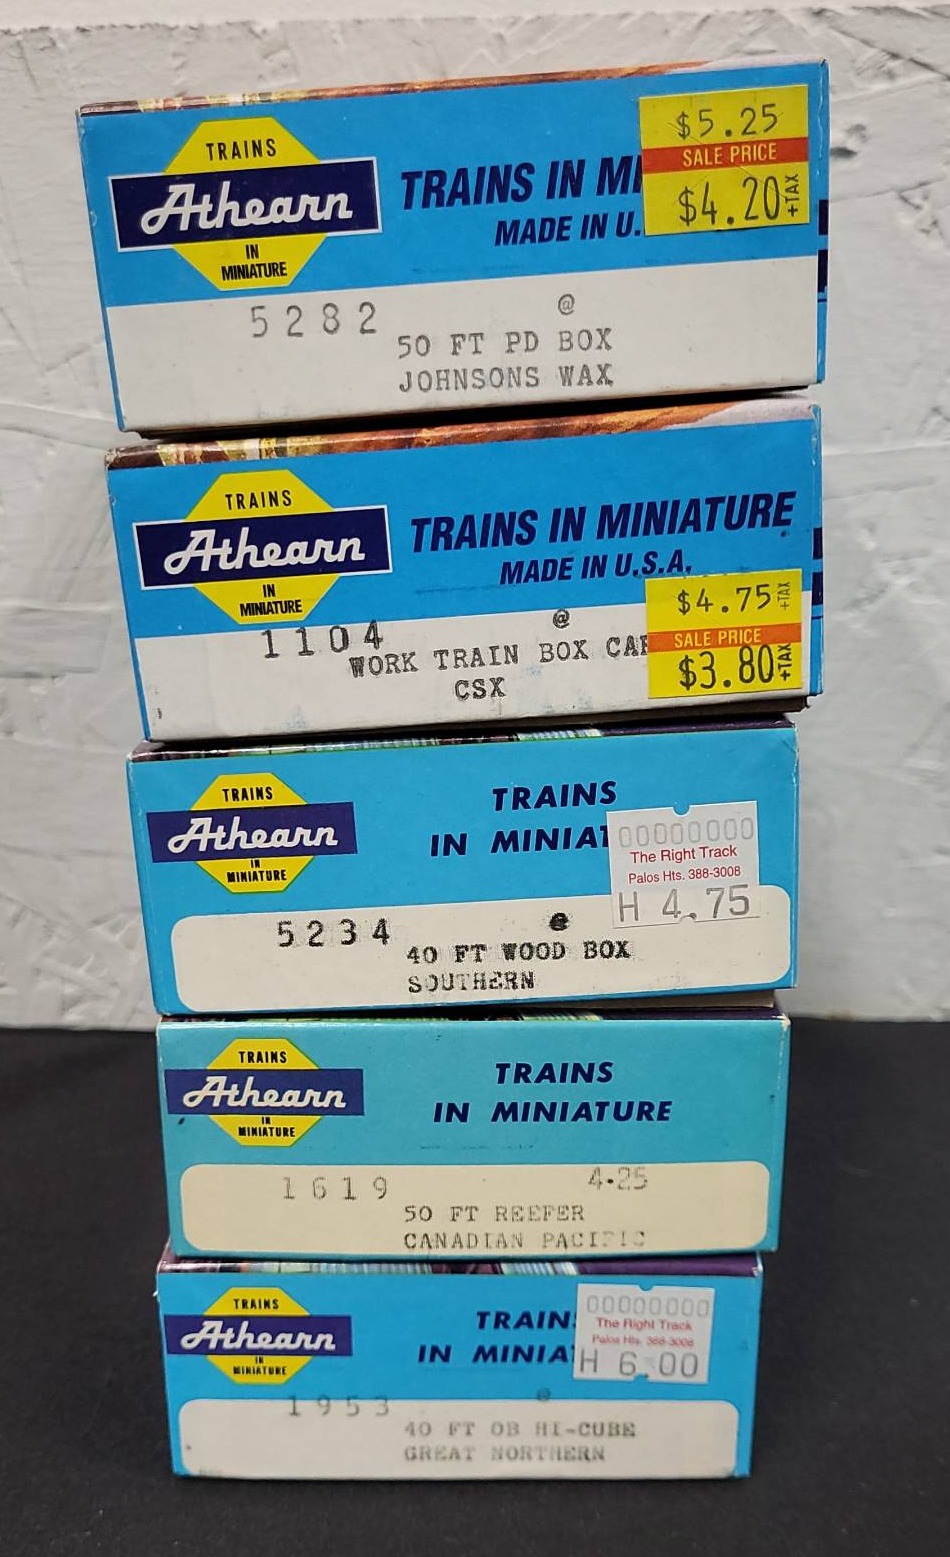 TRAINS
Athearn
IN
MINIATURE
TRAINS IN MI
MADE IN U.
$5.25
SALE PRICE
$4.20 +TAX
5282 @
50 FT PD BOX
JOHNSONS WAX
TRAINS
Athearn
IN
MINIATURE
TRAINS IN MINIATURE
MADE IN U.S.A.
$4.75 +TAX
SALE PRICE
$3.80 +TAX
1104 @
WORK TRAIN BOX CAR
CSX
TRAINS
Athearn
IN
MINIATURE
TRAINS
IN MINIAT
00000000
The Right Track
Palos Hts. 388-3008
H 4.75
5234 @
40 FT WOOD BOX
SOUTHERN
TRAINS
Athearn
IN
MINIATURE
TRAINS
IN MINIATURE
1619 4.25
50 FT REEFER
CANADIAN PACIFIC
TRAINS
Athearn
IN
MINIATURE
TRAINS
IN MINIA
00000000
The Right Track
Palos Hts. 388-3008
H 6.00
1953 @
40 FT OB HI-CUBE
GREAT NORTHERN